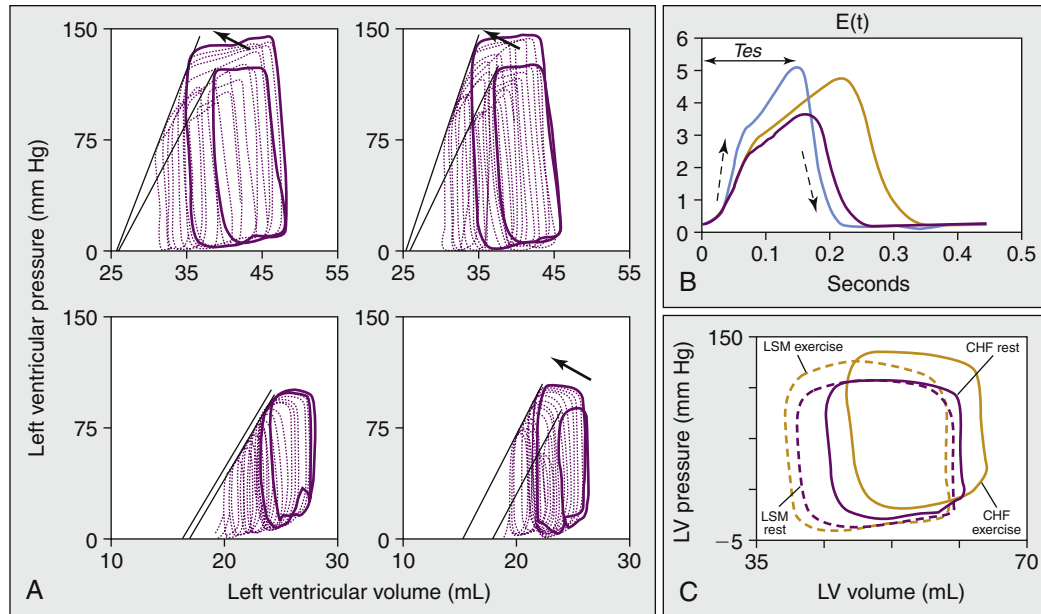 Left ventricular pressure (mm Hg)
150
75
0
25 35 45 55
150
75
0
25 35 45 55
150
75
0
10 20 30
150
75
0
10 20 30
A
Left ventricular volume (mL)
E(t)
6
5
4
3
2
1
0
Tes
0 0.1 0.2 0.3 0.4 0.5
B
Seconds
LV pressure (mm Hg)
150
−5
LSM exercise
CHF rest
LSM
rest
CHF
exercise
35 70
C
LV volume (mL)